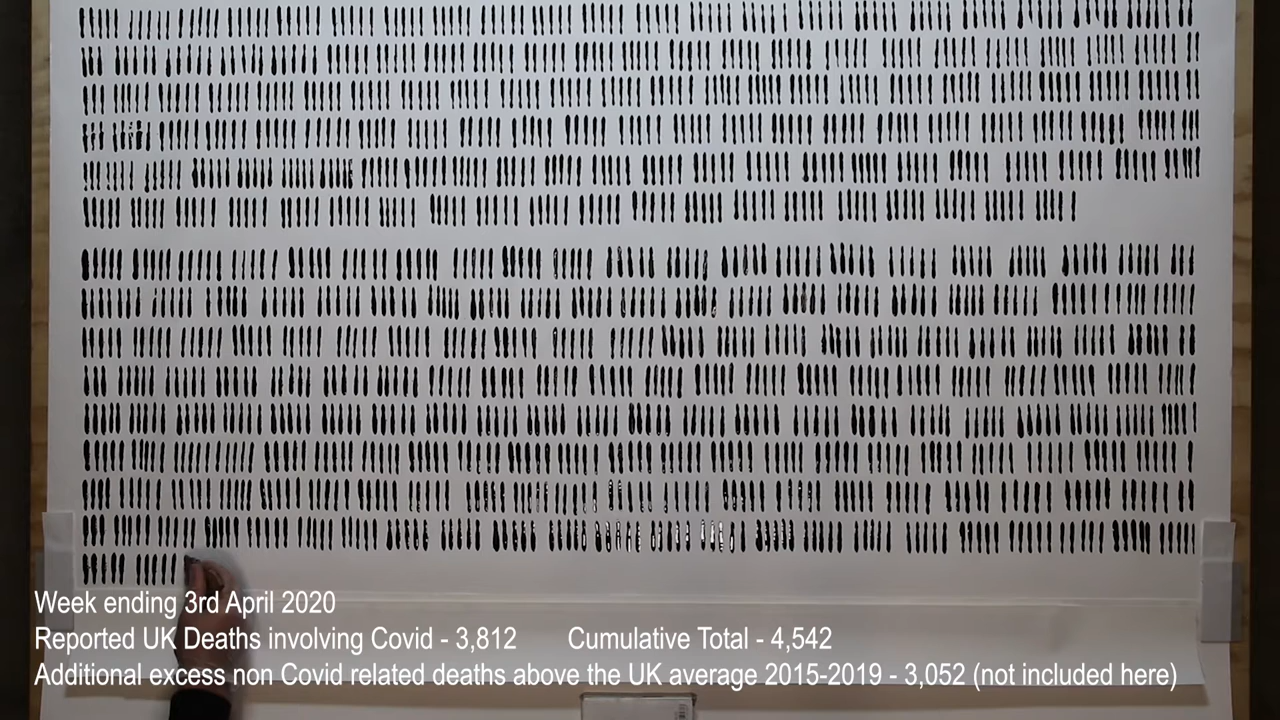 Week ending 3rd April 2020
Reported UK Deaths involving Covid - 3,812 Cumulative Total - 4,542
Additional excess non Covid related deaths above the UK average 2015-2019 - 3,052 (not included here)